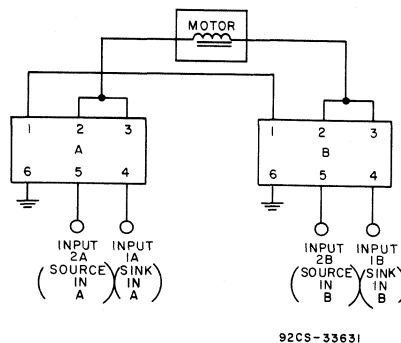 MOTOR
1 2 3
A
6 5 4
1 2 3
B
6 5 4
INPUT 2A (SOURCE IN A)
INPUT 1A (SINK IN A)
INPUT 2B (SOURCE IN B)
INPUT 1B (SINK IN B)
92CS-33631